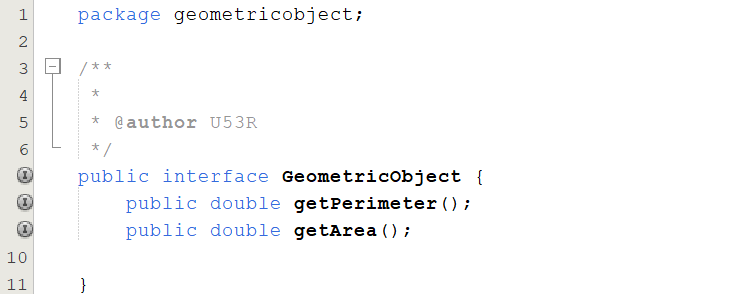 1 package geometricobject;
2
3 /**
4 *
5 * @author U53R
6 */
public interface GeometricObject {
public double getPerimeter();
public double getArea();
10
11 }